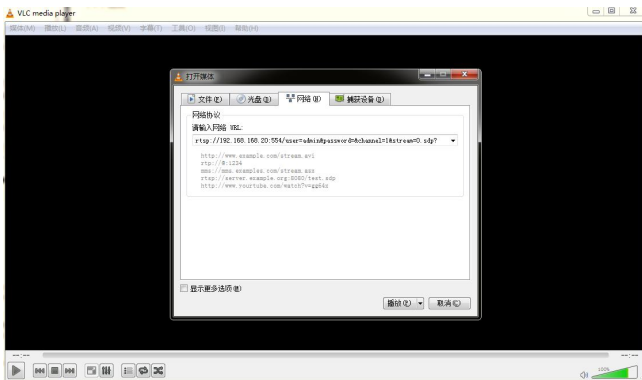 VLC media player
媒体(M) 播放(L) 音频(A) 视频(V) 字幕(T) 工具(O) 视图(I) 帮助(H)
打开媒体
文件(F) 光盘(D) 网络(N) 捕获设备(D)
网络协议
请输入网络 URL:
rtsp://192.168.168.20:554/user=admin&password=&channel=1&stream=0.sdp?
http://www.example.com/stream.avi
rtp://@:1234
mms://mms.examples.com/stream.asx
rtsp://server.example.org:8080/test.sdp
http://www.yourtube.com/watch?v=gg64x
显示更多选项(M)
播放(P) 取消(C)
--:-- --:--
100%